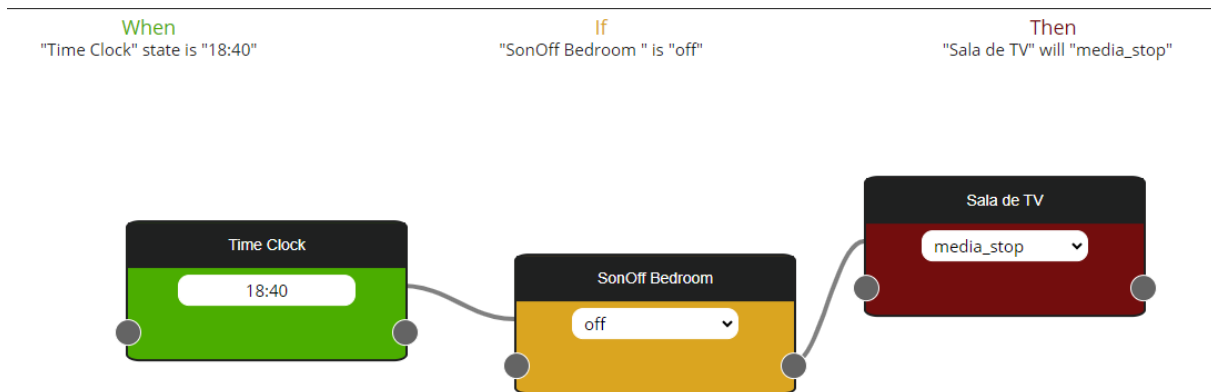 When
"Time Clock" state is "18:40"
If
"SonOff Bedroom " is "off"
Then
"Sala de TV" will "media_stop"
Time Clock
18:40
SonOff Bedroom
off
Sala de TV
media_stop